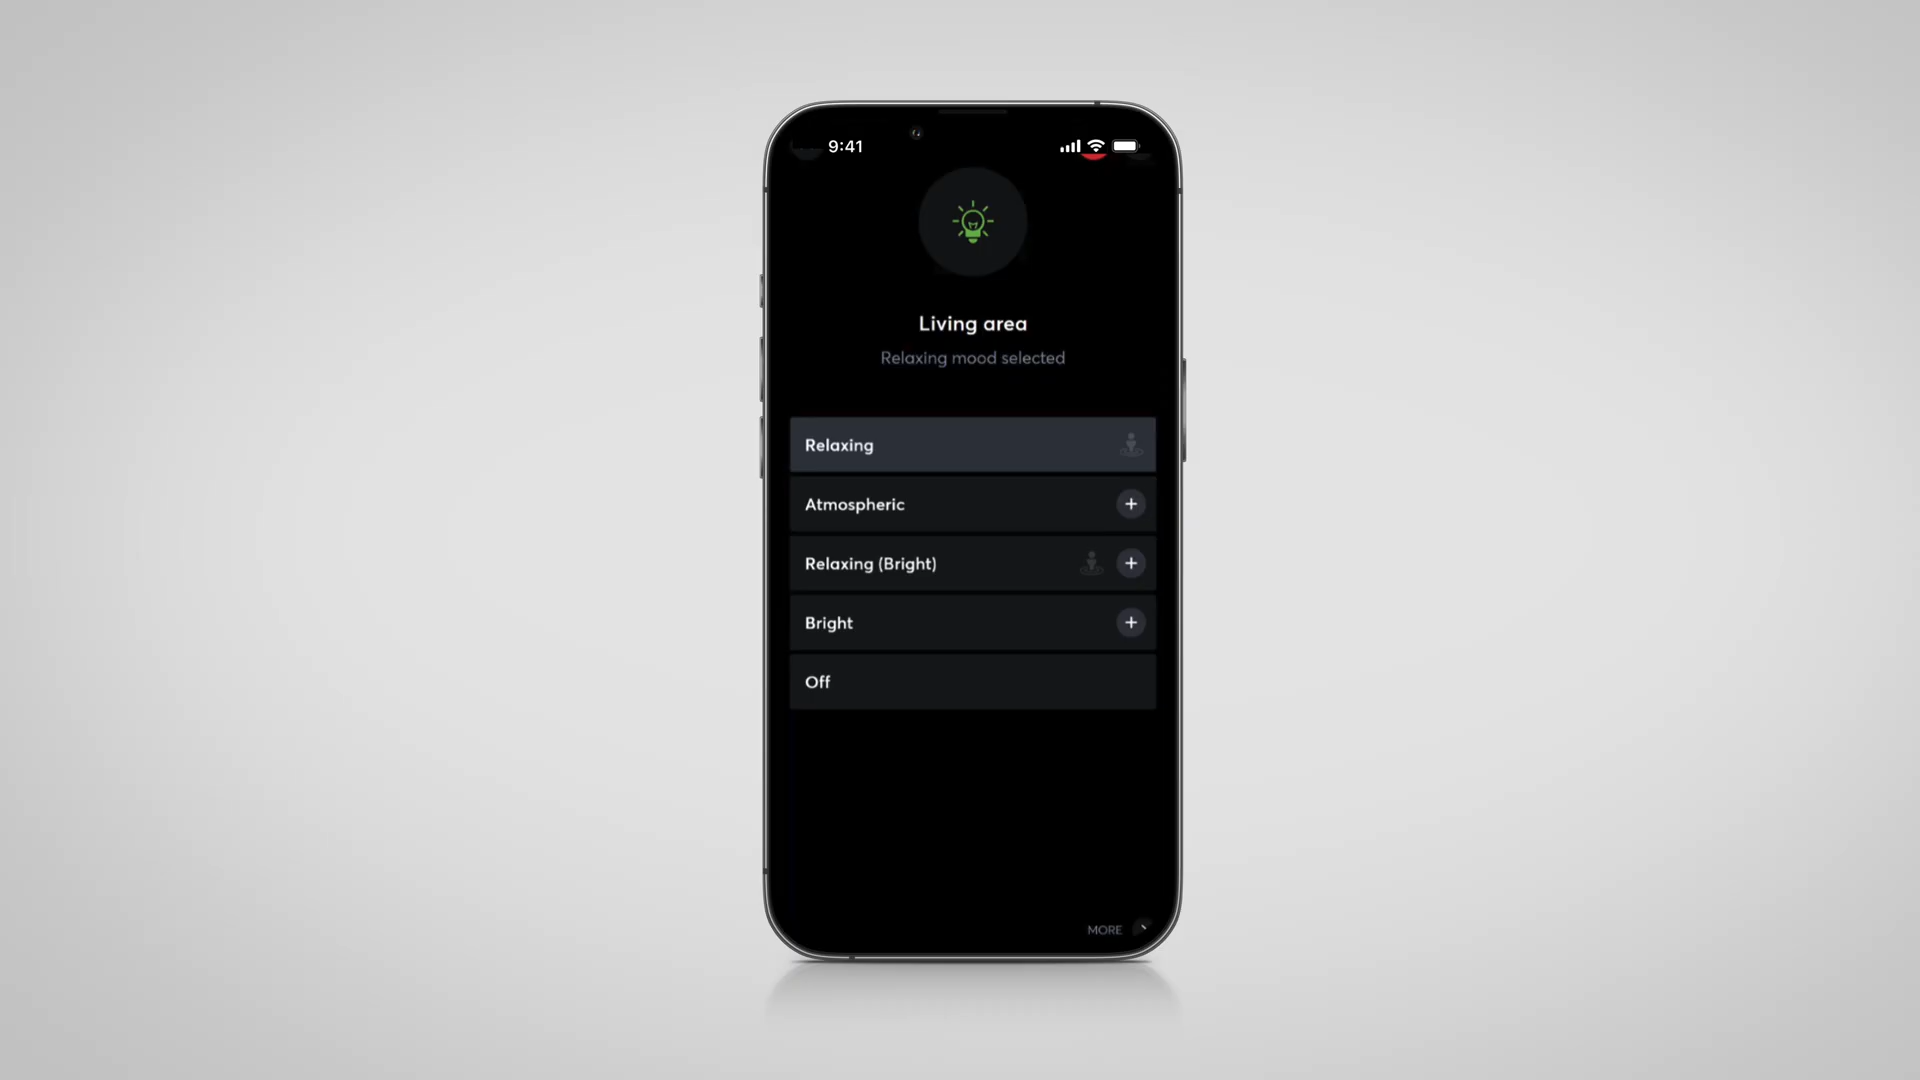 9:41
Living area
Relaxing mood selected
Relaxing
Atmospheric
+
Relaxing (Bright)
+
Bright
+
Off
MORE